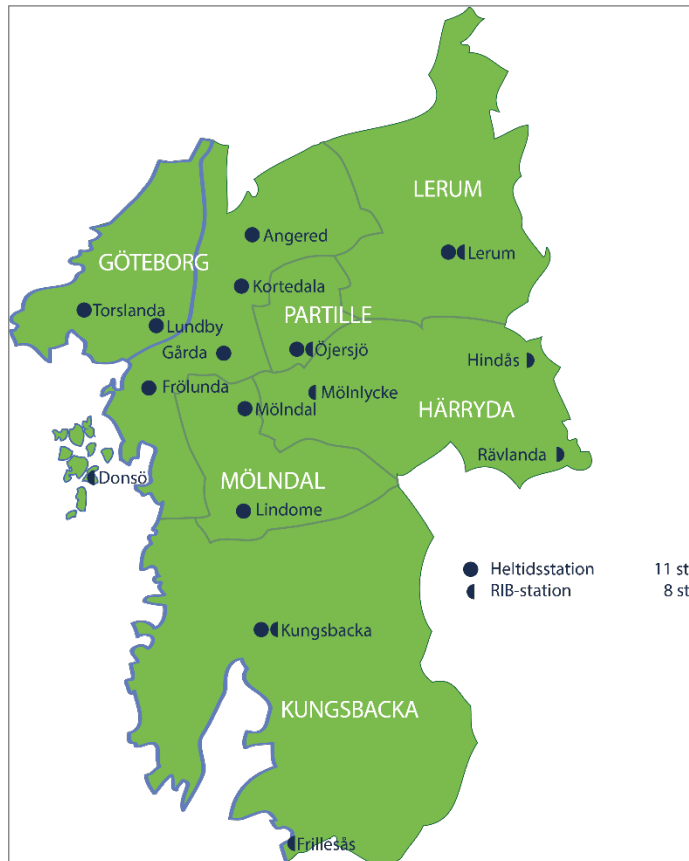 LERUM
Angered
Lerum
GÖTEBORG
Kortedala
Torslanda
PARTILLE
Lundby
Gårda
Öjersjö
Hindås
Frölunda
Mölnlycke
Mölndal
HÄRRYDA
Rävlanda
Donsö
MÖLNDAL
Lindome
Heltidsstation 11 st
RIB-station 8 st
Kungsbacka
KUNGSBACKA
Frillesås